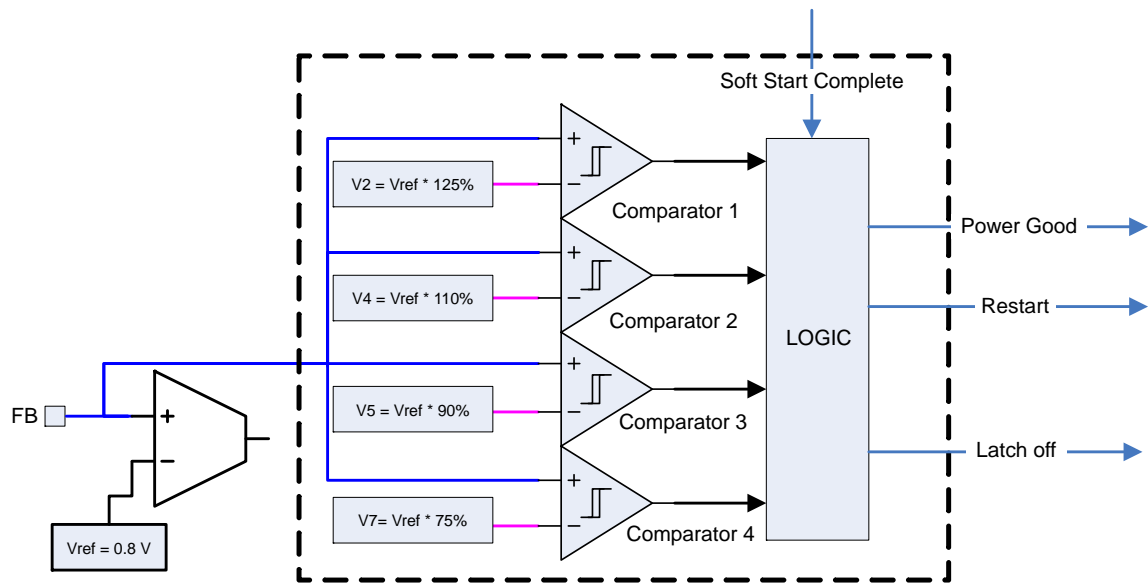 Soft Start Complete
+
V2 = Vref * 125%
−
Comparator 1
Power Good
+
V4 = Vref * 110%
−
Comparator 2
Restart
LOGIC
+
FB
+
V5 = Vref * 90%
−
Comparator 3
−
Latch off
+
V7= Vref * 75%
−
Comparator 4
Vref = 0.8 V